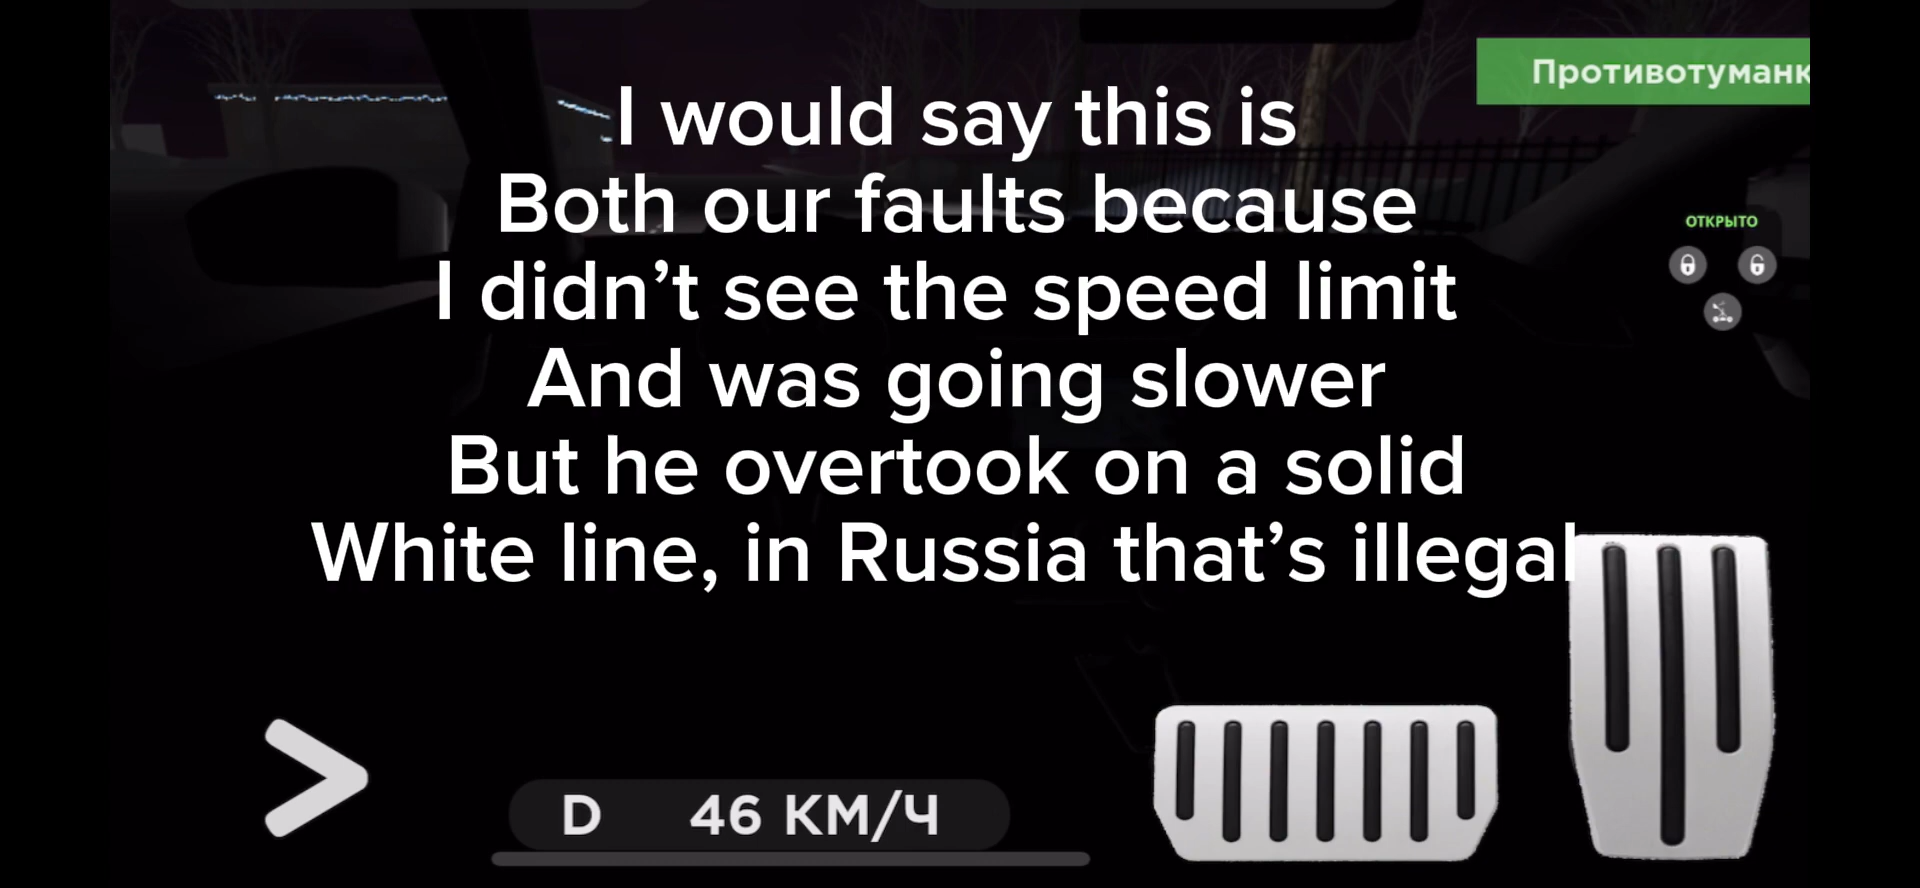 Противотуманк
I would say this is
Both our faults because
ОТКРЫТО
I didn’t see the speed limit
And was going slower
But he overtook on a solid
White line, in Russia that’s illegal
D 46 КМ/Ч